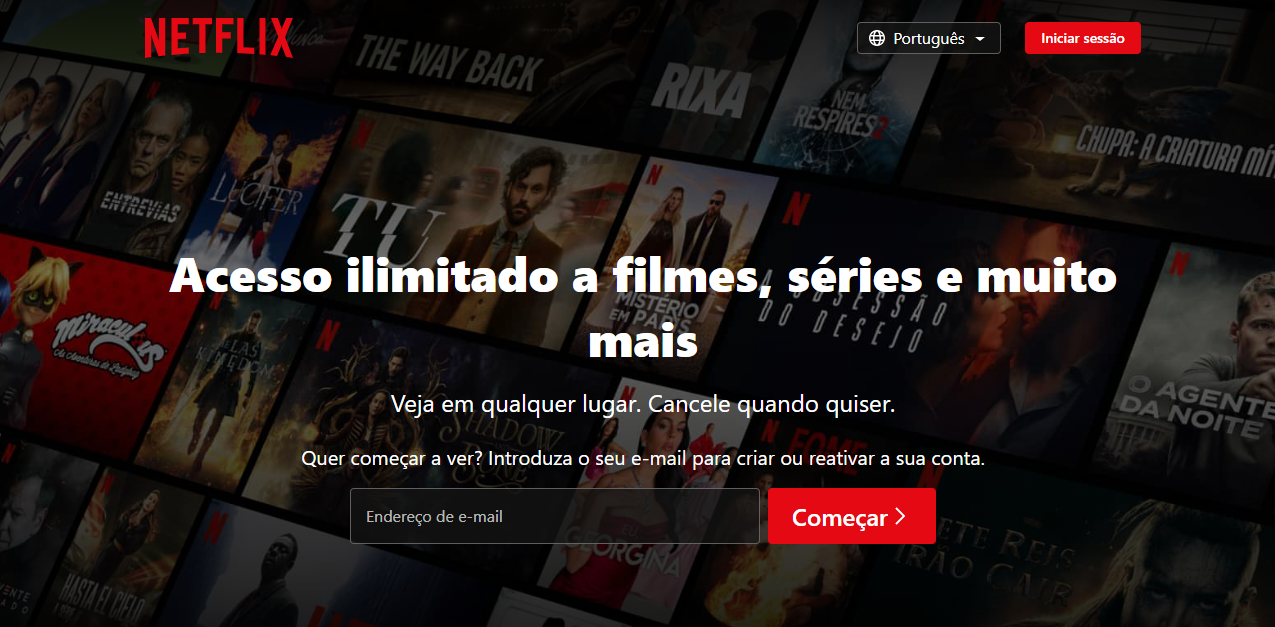 NETFLIX
Português
Iniciar sessão
THE WAY BACK
RIXA
NEM
RESPIRES 2
CHUPA: A CRIATURA MÍT
ENTREVIAS
LUCIFER
TU
Acesso ilimitado a filmes, séries e muito
mais
MISTÉRIO
EM PARIS
A OBSESSÃO
DO DESEJO
Miraculous
As Aventuras de Ladybug
O AGENTE
DA NOITE
Veja em qualquer lugar. Cancele quando quiser.
SHADOW
Quer começar a ver? Introduza o seu e-mail para criar ou reativar a sua conta.
Endereço de e-mail
Começar
GEORGINA
SETE REIS
IRÃO CAIR
HASTA EL CIELO